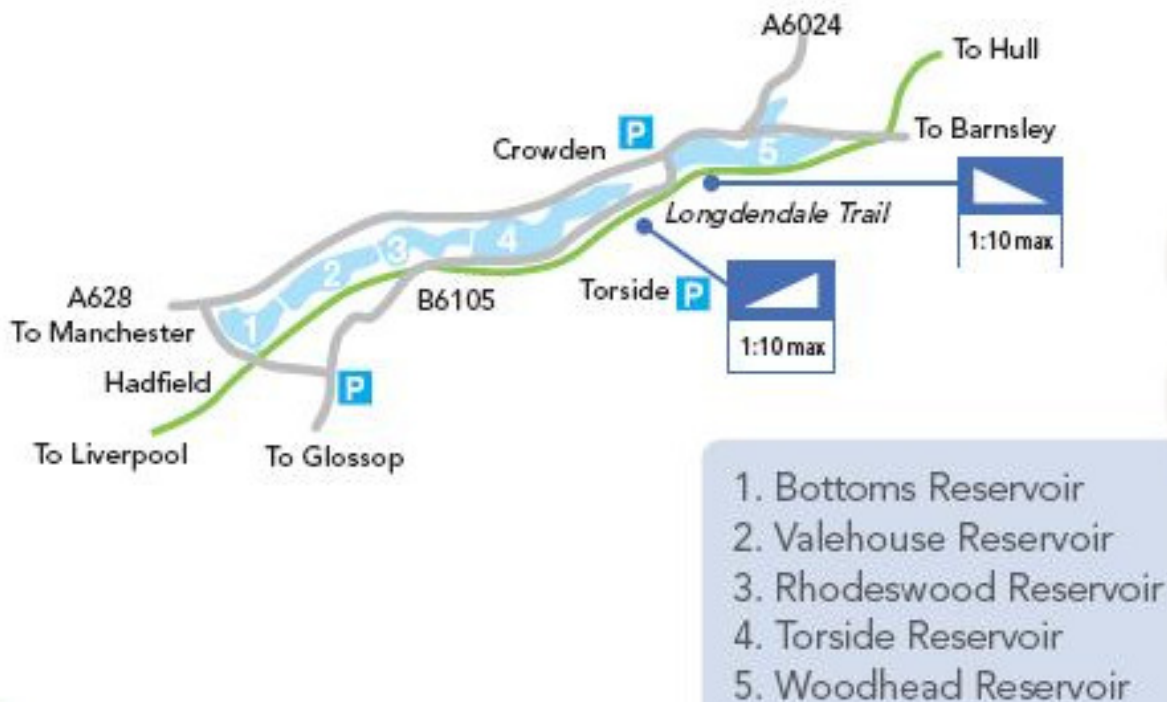 A6024
To Hull
P
To Barnsley
Crowden
5
Longdendale Trail
1:10 max
4
3
2
Torside P
B6105
A628
To Manchester
1
1:10 max
Hadfield
P
To Liverpool
To Glossop
1. Bottoms Reservoir
2. Valehouse Reservoir
3. Rhodeswood Reservoir
4. Torside Reservoir
5. Woodhead Reservoir